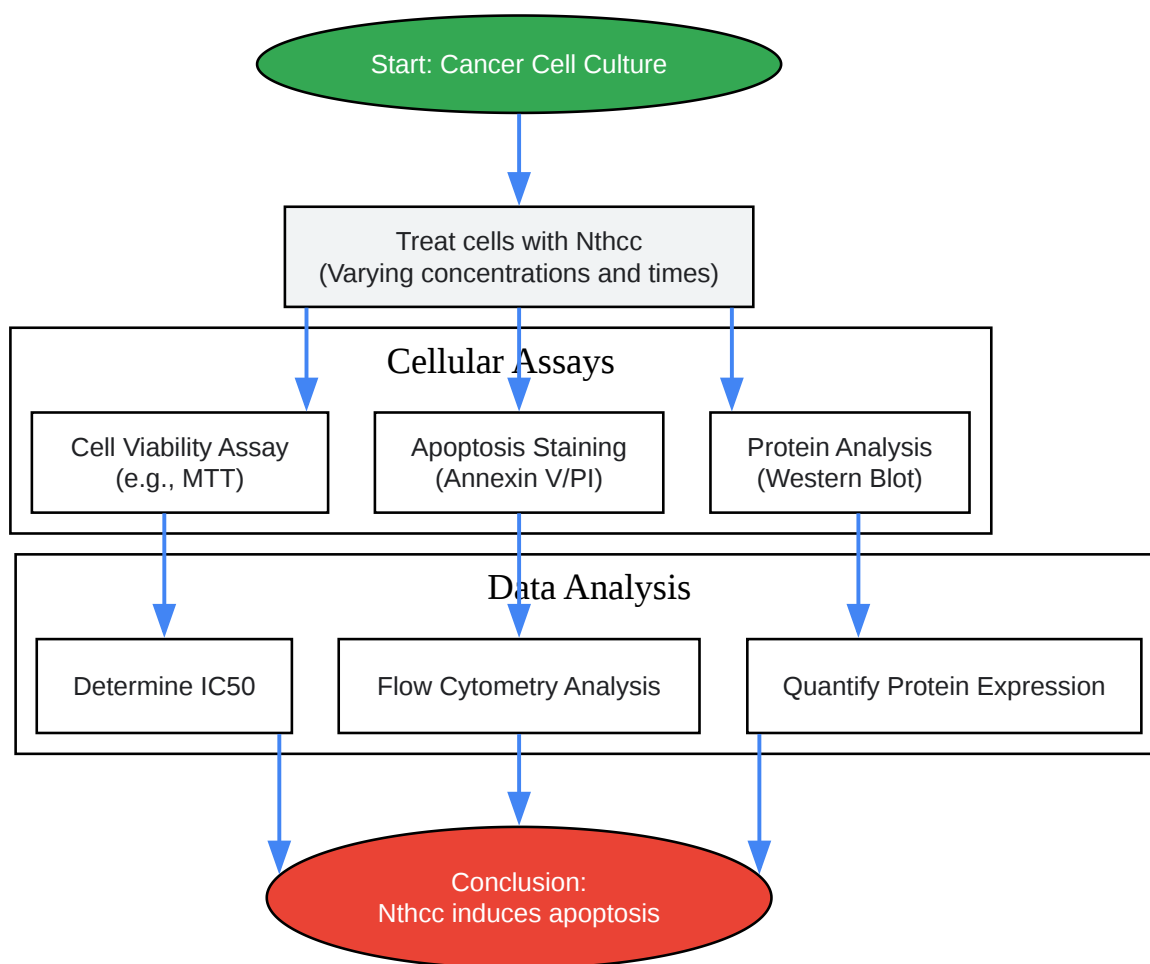 Start: Cancer Cell Culture
Treat cells with Nthcc
(Varying concentrations and times)
Cellular Assays
Cell Viability Assay
(e.g., MTT)
Apoptosis Staining
(Annexin V/PI)
Protein Analysis
(Western Blot)
Data Analysis
Determine IC50
Flow Cytometry Analysis
Quantify Protein Expression
Conclusion:
Nthcc induces apoptosis